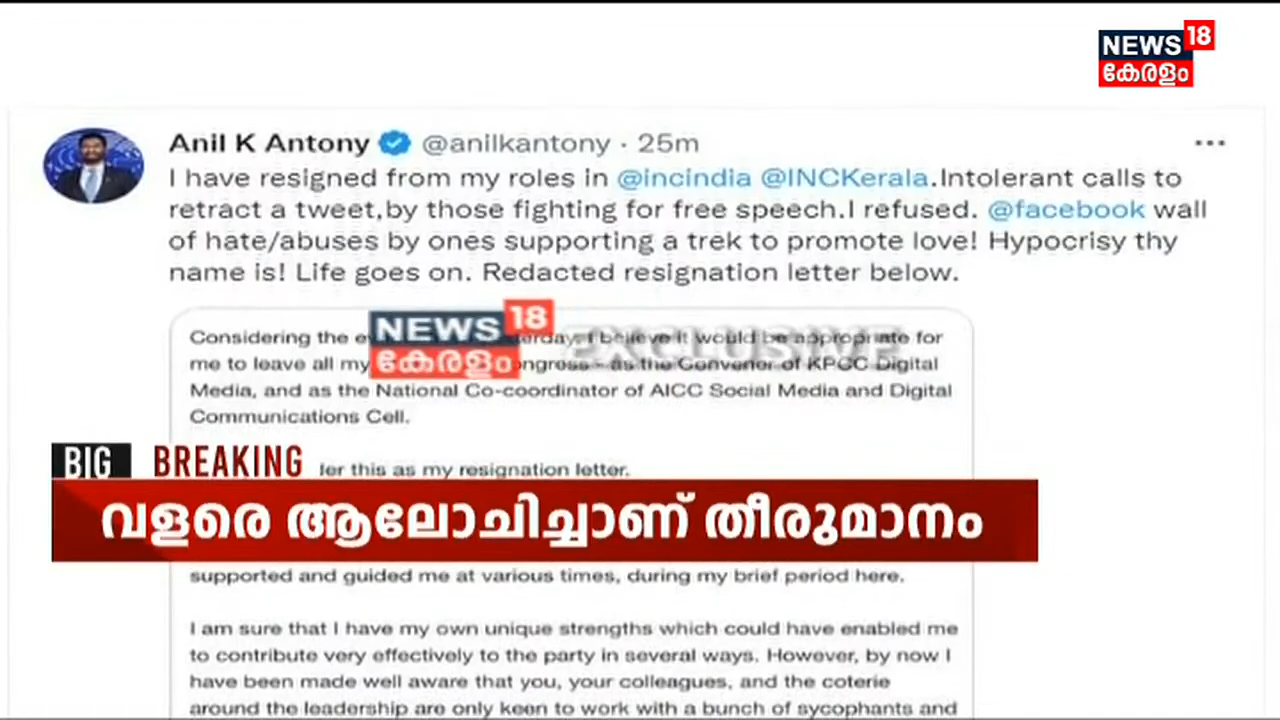 NEWS 18
കേരളം
Anil K Antony @anilkantony · 25m
I have resigned from my roles in @incindia @INCKerala.Intolerant calls to
retract a tweet,by those fighting for free speech.I refused. @facebook wall
of hate/abuses by ones supporting a trek to promote love! Hypocrisy thy
name is! Life goes on. Redacted resignation letter below.
NEWS 18
കേരളം
EXCLUSIVE
Considering the I believe it would be appropriate for
me to leave all my as the Convenor of KPCC Digital
Media, and as the National Co-coordinator of AICC Social Media and Digital
Communications Cell.
BIG BREAKING
this as my resignation letter.
വളരെ ആലോചിച്ചാണ് തീരുമാനം
supported and guided me at various times, during my brief period here.
I am sure that I have my own unique strengths which could have enabled me
to contribute very effectively to the party in several ways. However, by now I
have been made well aware that you, your colleagues, and the coterie
around the leadership are only keen to work with a bunch of sycophants and